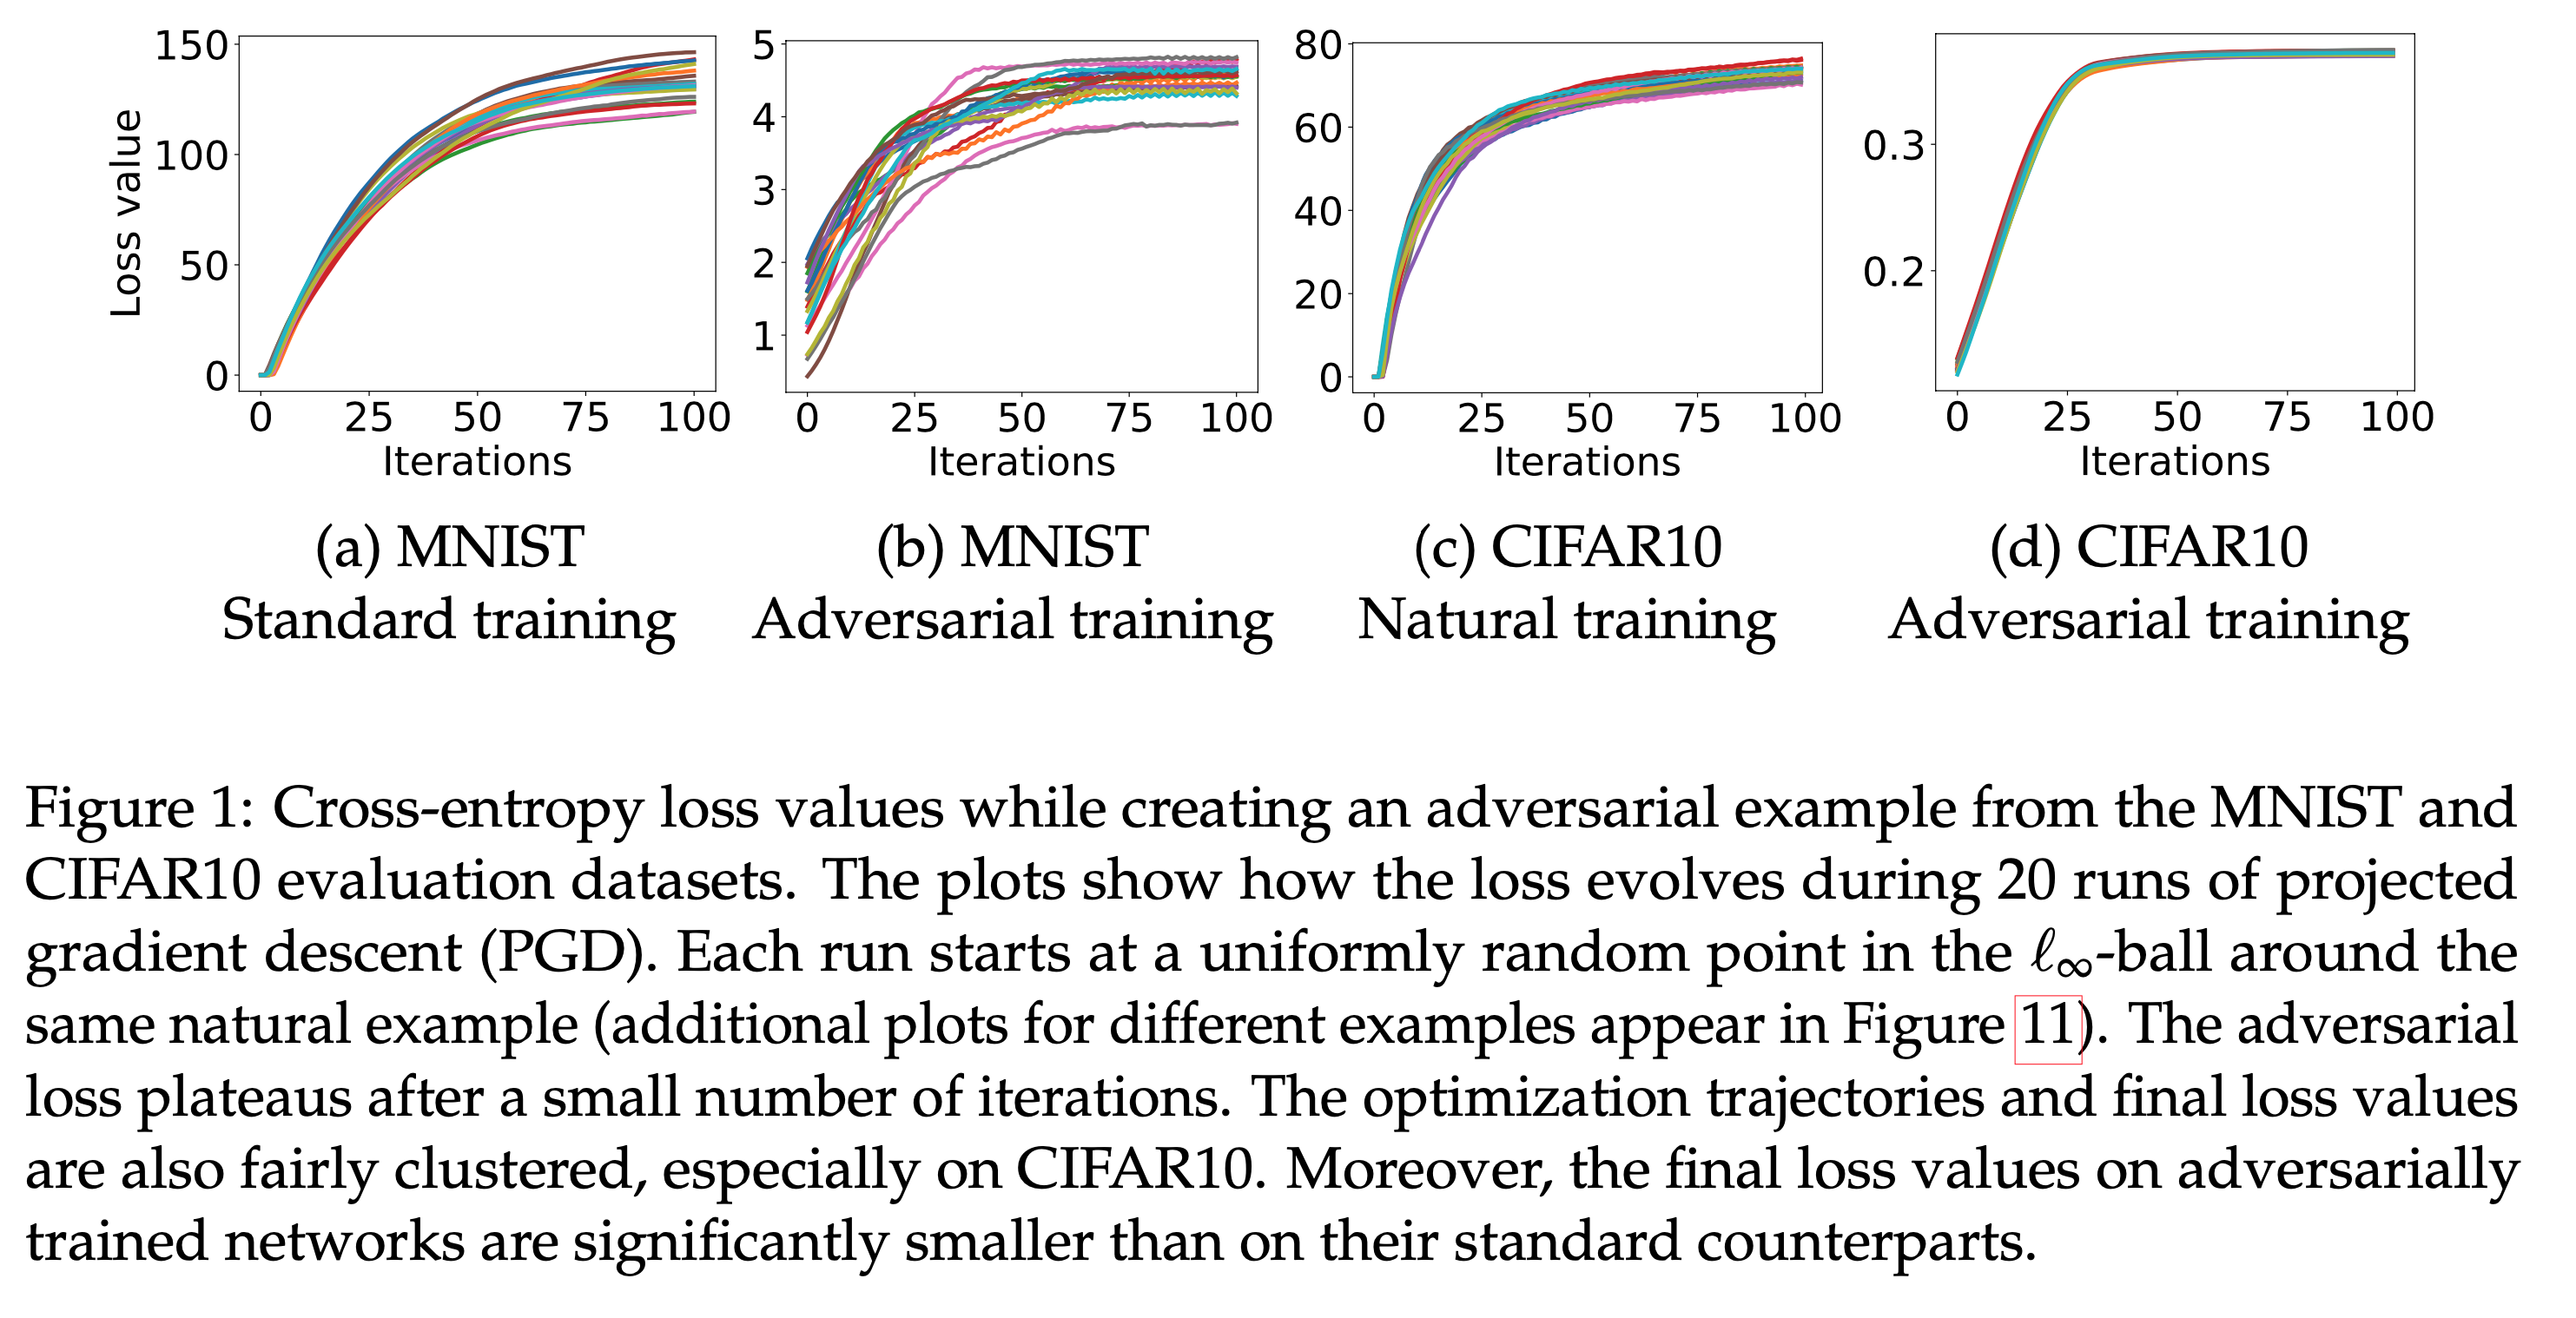 150
100
50
0
Loss value
0 25 50 75 100
Iterations
5
4
3
2
1
0 25 50 75 100
Iterations
80
60
40
20
0
0 25 50 75 100
Iterations
0.3
0.2
0 25 50 75 100
Iterations
(a) MNIST
Standard training
(b) MNIST
Adversarial training
(c) CIFAR10
Natural training
(d) CIFAR10
Adversarial training
Figure 1: Cross-entropy loss values while creating an adversarial example from the MNIST and
CIFAR10 evaluation datasets. The plots show how the loss evolves during 20 runs of projected
gradient descent (PGD). Each run starts at a uniformly random point in the ℓ∞-ball around the
same natural example (additional plots for different examples appear in Figure 11). The adversarial
loss plateaus after a small number of iterations. The optimization trajectories and final loss values
are also fairly clustered, especially on CIFAR10. Moreover, the final loss values on adversarially
trained networks are significantly smaller than on their standard counterparts.